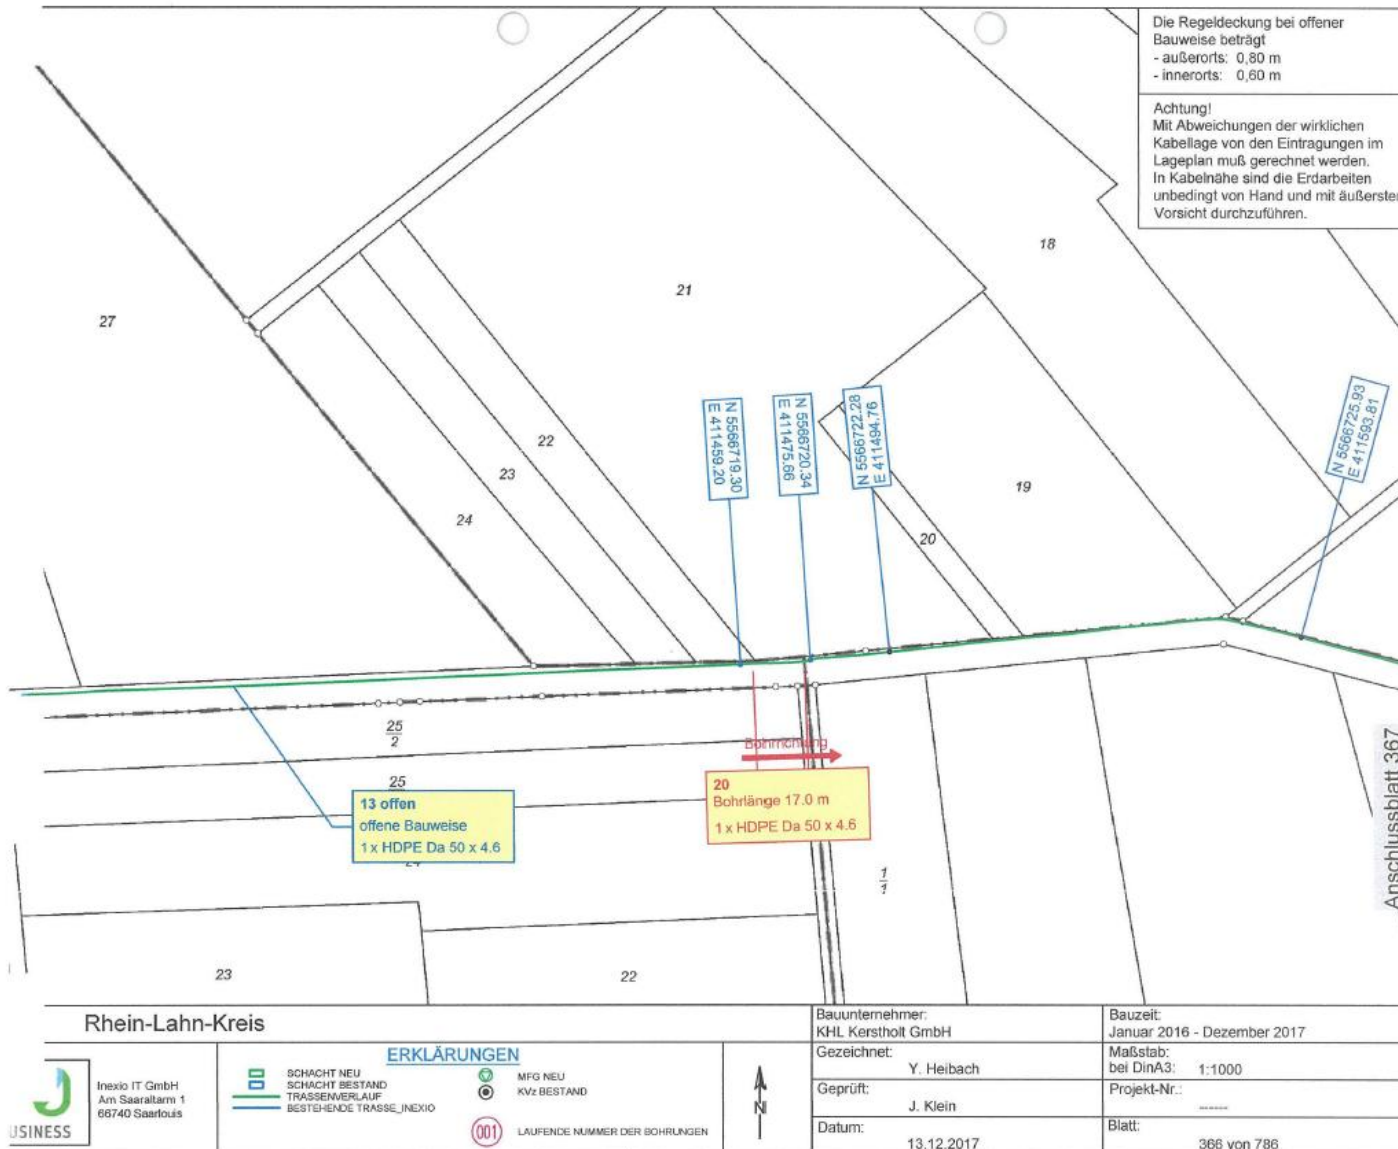 Die Regeldeckung bei offener
Bauweise beträgt
- außerorts: 0,80 m
- innerorts: 0,60 m
Achtung!
Mit Abweichungen der wirklichen
Kabellage von den Eintragungen im
Lageplan muß gerechnet werden.
In Kabelnähe sind die Erdarbeiten
unbedingt von Hand und mit äußerster
Vorsicht durchzuführen.
18
21
27
N 5566719.30
E 411459.20
N 5566720.34
E 411475.66
N 5566722.28
E 411494.76
N 5566725.93
E 411593.81
22
23
24
19
20
25
2
25
Bohrrichtung
13 offen
offene Bauweise
1 x HDPE Da 50 x 4.6
20
Bohrlänge 17.0 m
1 x HDPE Da 50 x 4.6
24
1
1
Anschlussblatt 367
23
22
Rhein-Lahn-Kreis
USINESS
Inexio IT GmbH
Am Saaraltarm 1
66740 Saarlouis
ERKLÄRUNGEN
SCHACHT NEU
SCHACHT BESTAND
TRASSENVERLAUF
BESTEHENDE TRASSE_INEXIO
MFG NEU
KVz BESTAND
001 LAUFENDE NUMMER DER BOHRUNGEN
N
Bauunternehmer:
KHL Kerstholt GmbH
Bauzeit:
Januar 2016 - Dezember 2017
Gezeichnet:
Y. Heibach
Maßstab:
bei DinA3: 1:1000
Geprüft:
J. Klein
Projekt-Nr.:
------
Datum:
13.12.2017
Blatt:
366 von 786